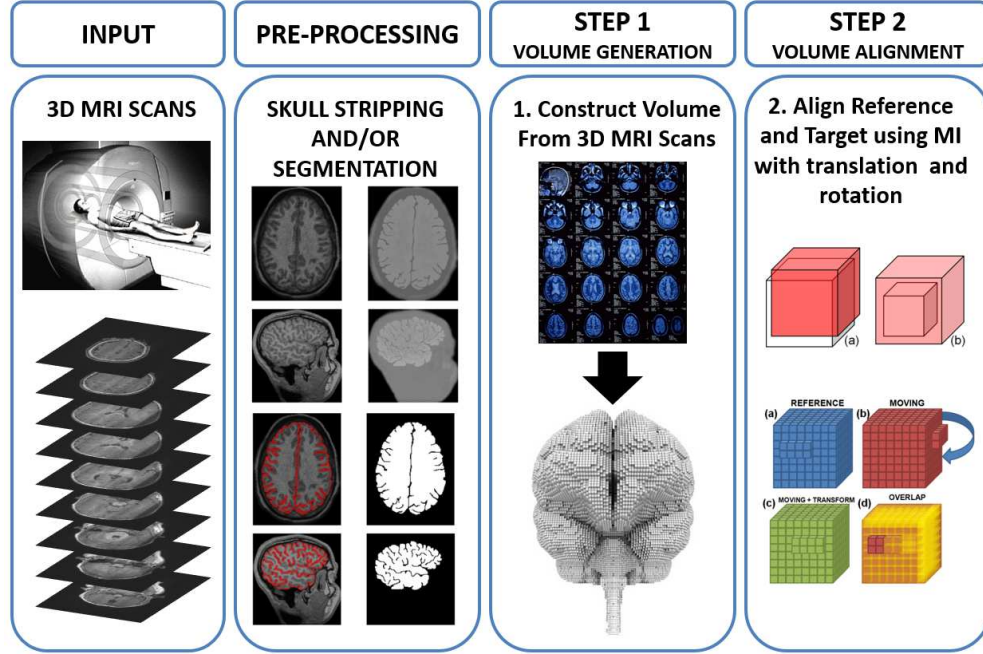 INPUT
PRE-PROCESSING
STEP 1
VOLUME GENERATION
STEP 2
VOLUME ALIGNMENT
3D MRI SCANS
SKULL STRIPPING
AND/OR
SEGMENTATION
1. Construct Volume
From 3D MRI Scans
2. Align Reference
and Target using MI
with translation and
rotation
(a)
(b)
REFERENCE
(a)
MOVING
(b)
MOVING + TRANSFORM
(c)
OVERLAP
(d)